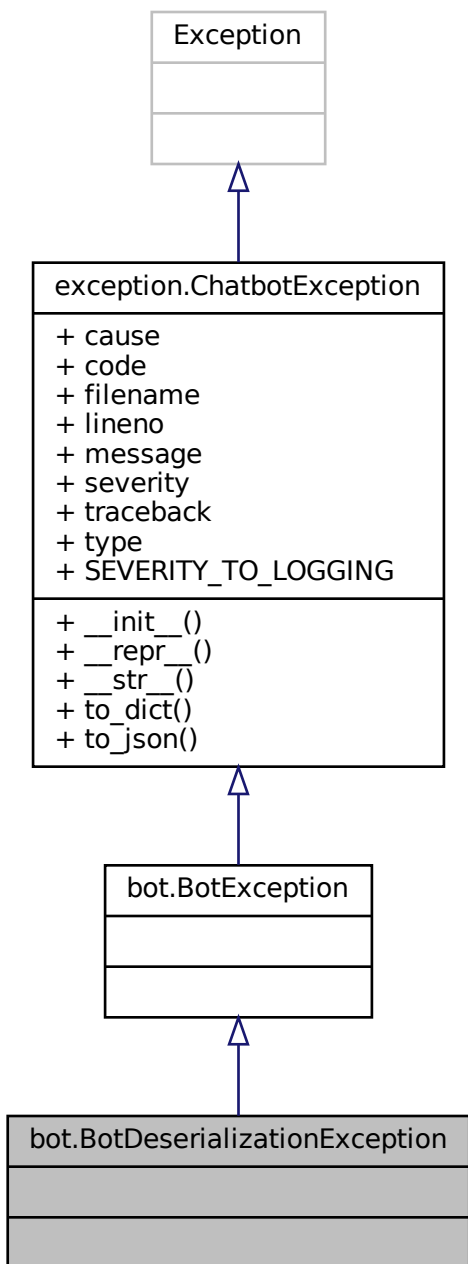 Exception
exception.ChatbotException
+ cause
+ code
+ filename
+ lineno
+ message
+ severity
+ traceback
+ type
+ SEVERITY_TO_LOGGING
+ __init__()
+ __repr__()
+ __str__()
+ to_dict()
+ to_json()
bot.BotException
bot.BotDeserializationException